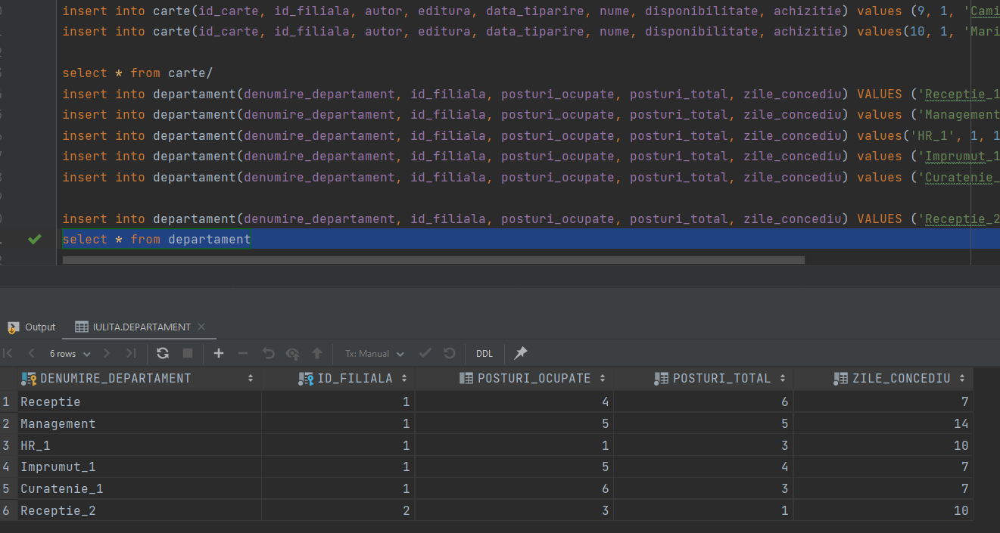 insert into carte(id_carte, id_filiala, autor, editura, data_tiparire, nume, disponibilitate, achizitie) values (9, 1, 'Cami
insert into carte(id_carte, id_filiala, autor, editura, data_tiparire, nume, disponibilitate, achizitie) values(10, 1, 'Mari
select * from carte/
insert into departament(denumire_departament, id_filiala, posturi_ocupate, posturi_total, zile_concediu) VALUES ('Receptie_1
insert into departament(denumire_departament, id_filiala, posturi_ocupate, posturi_total, zile_concediu) values ('Management
insert into departament(denumire_departament, id_filiala, posturi_ocupate, posturi_total, zile_concediu) values('HR_1', 1, 1
insert into departament(denumire_departament, id_filiala, posturi_ocupate, posturi_total, zile_concediu) values ('Imprumut_1
insert into departament(denumire_departament, id_filiala, posturi_ocupate, posturi_total, zile_concediu) values ('Curatenie_
insert into departament(denumire_departament, id_filiala, posturi_ocupate, posturi_total, zile_concediu) VALUES ('Receptie_2
select * from departament
Output IULITA.DEPARTAMENT
6 rows Tx: Manual DDL
DENUMIRE_DEPARTAMENT ID_FILIALA POSTURI_OCUPATE POSTURI_TOTAL ZILE_CONCEDIU
1 Receptie 1 4 6 7
2 Management 1 5 5 14
3 HR_1 1 1 3 10
4 Imprumut_1 1 5 4 7
5 Curatenie_1 1 6 3 7
6 Receptie_2 2 3 1 10